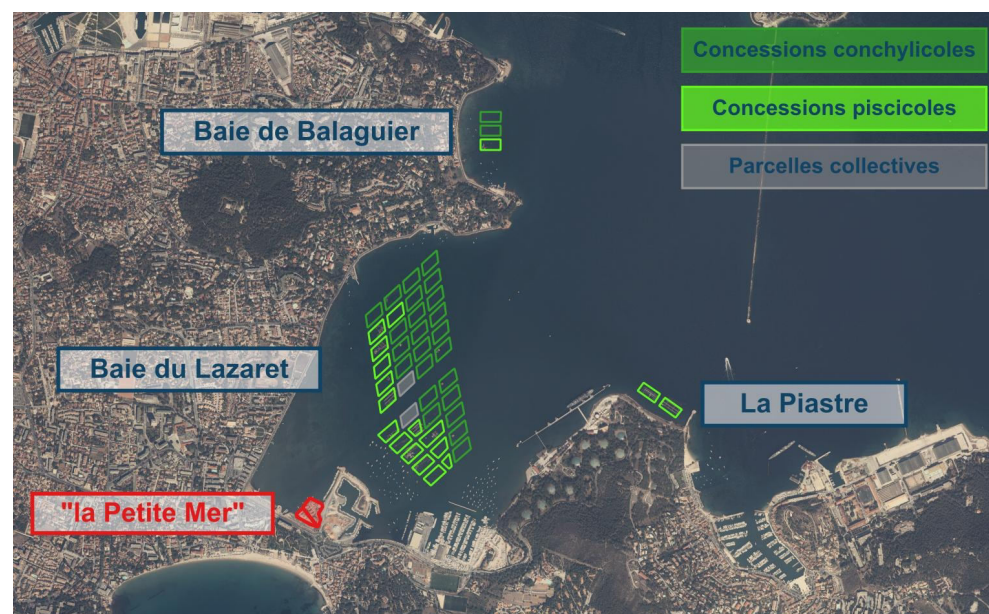 Concessions conchylicoles
Concessions piscicoles
Parcelles collectives
Baie de Balaguier
Baie du Lazaret
La Piastre
"la Petite Mer"